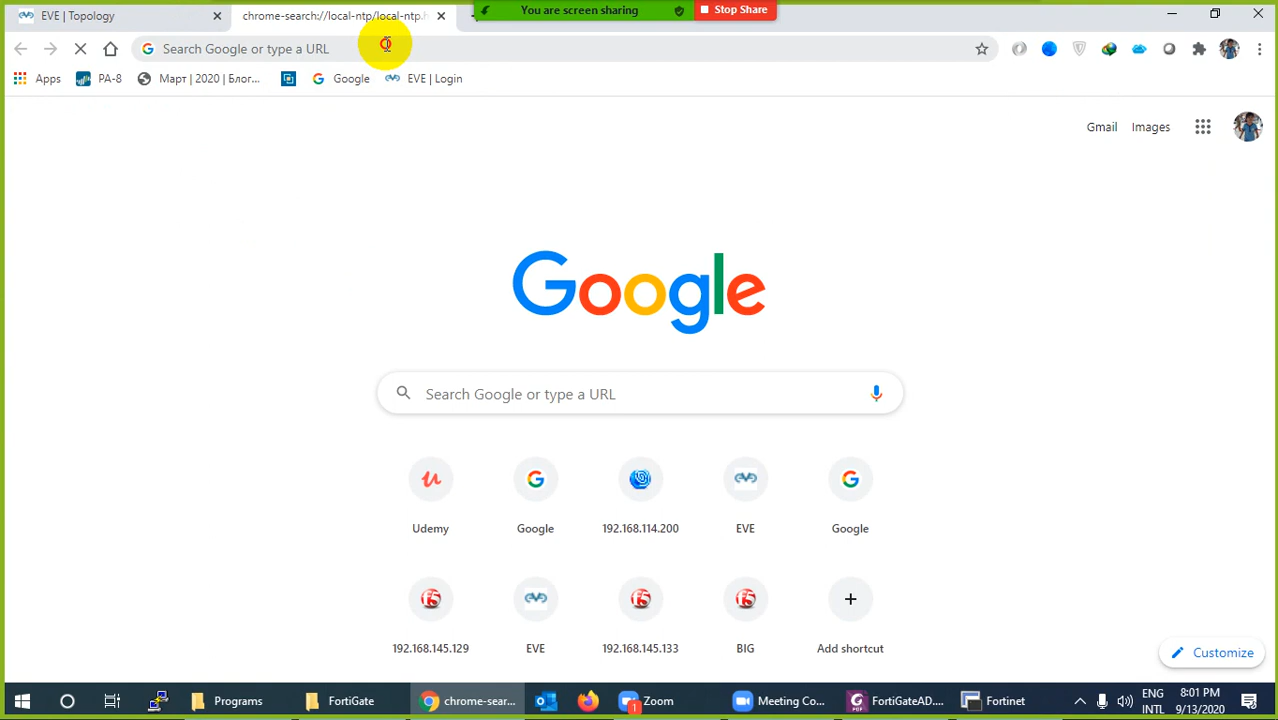 EVE | Topology
chrome-search://local-ntp/local-ntp.h
You are screen sharing
Stop Share
Search Google or type a URL
Apps
PA-8
Март | 2020 | Блог...
Google
EVE | Login
Gmail
Images
Google
Search Google or type a URL
Udemy
Google
192.168.114.200
EVE
Google
192.168.145.129
EVE
192.168.145.133
BIG
Add shortcut
Customize
Programs
FortiGate
chrome-sear...
1
Zoom
Meeting Co...
FortiGateAD....
Fortinet
ENG
INTL
8:01 PM
9/13/2020